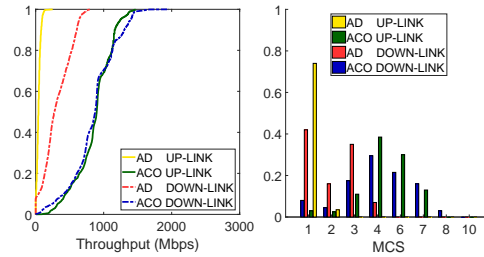 1
0.8
0.6
0.4
0.2
0
0 1000 2000 3000
Throughput (Mbps)
AD UP-LINK
ACO UP-LINK
AD DOWN-LINK
ACO DOWN-LINK
1
0.8
0.6
0.4
0.2
0
1 2 3 4 6 7 8 10
MCS
AD UP-LINK
ACO UP-LINK
AD DOWN-LINK
ACO DOWN-LINK